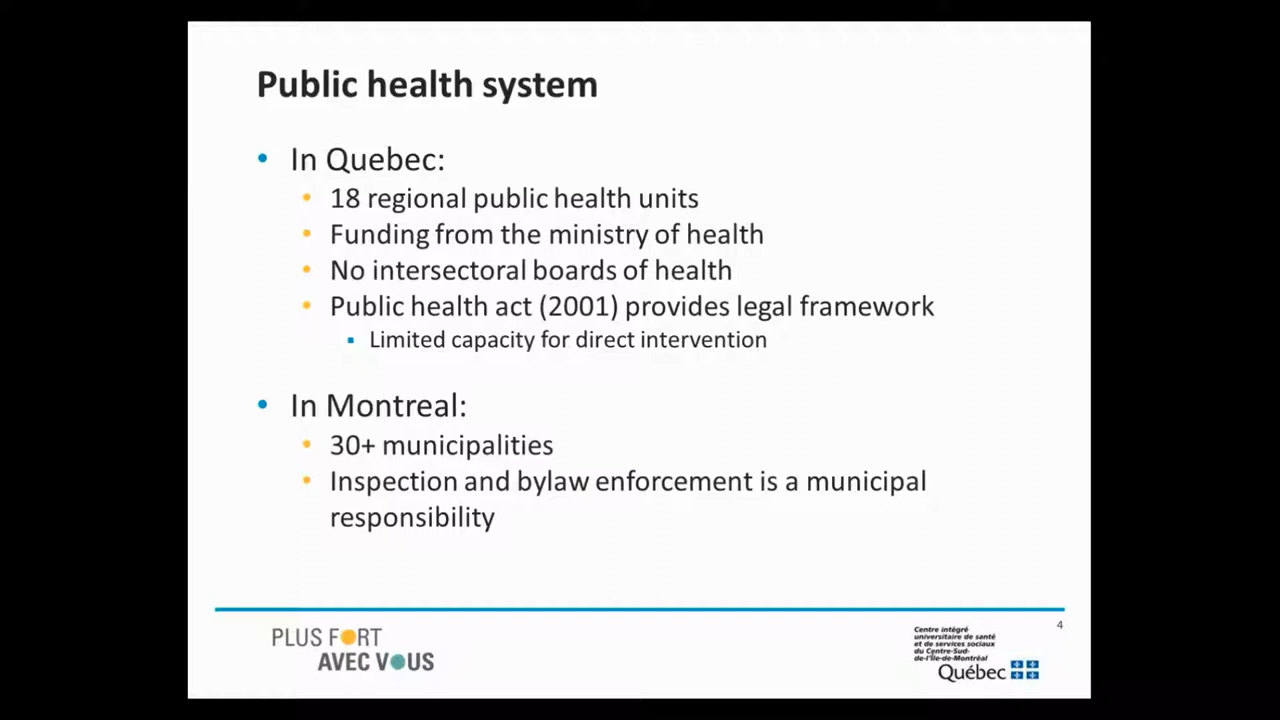 Public health system
• In Quebec:
• 18 regional public health units
• Funding from the ministry of health
• No intersectoral boards of health
• Public health act (2001) provides legal framework
▪ Limited capacity for direct intervention
• In Montreal:
• 30+ municipalities
• Inspection and bylaw enforcement is a municipal
responsibility
4
PLUS FORT
AVEC VOUS
Centre intégré
universitaire de santé
et de services sociaux
du Centre-Sud-
de-l'Île-de-Montréal
Québec